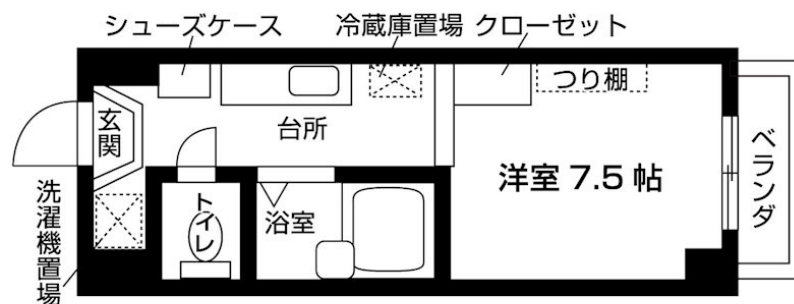 シューズケース
冷蔵庫置場
クローゼット
つり棚
玄関
台所
洋室 7.5 帖
ベランダ
洗濯機置場
トイレ
浴室